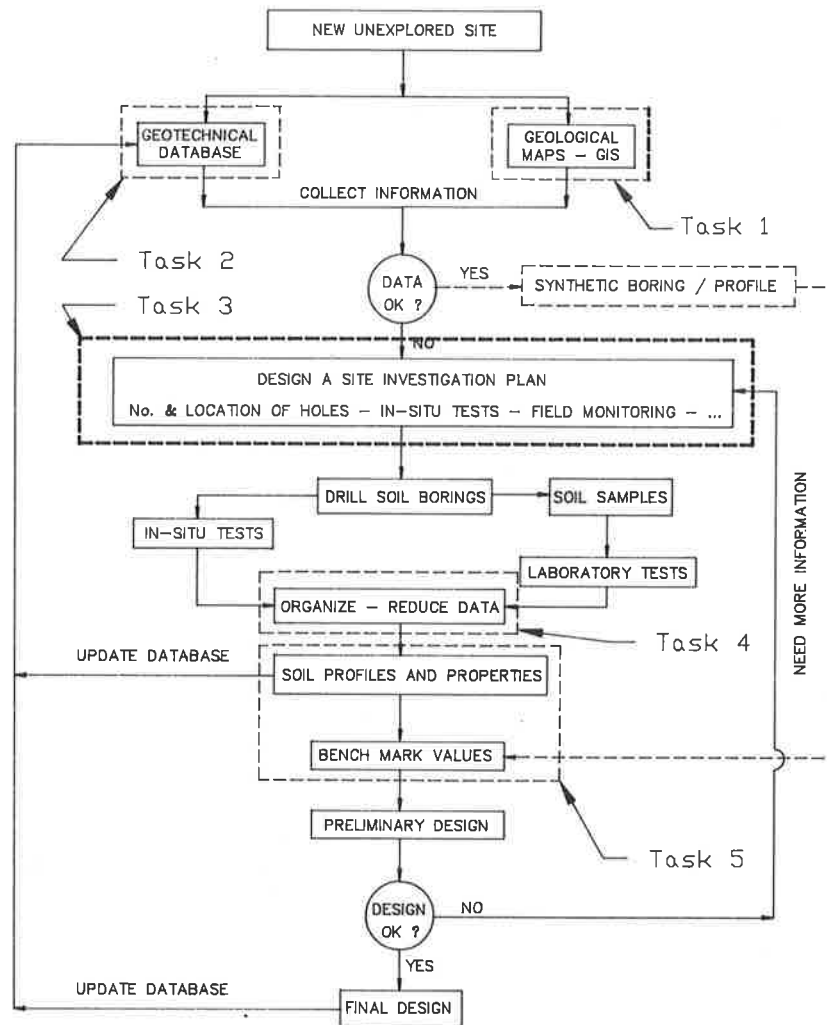 NEW UNEXPLORED SITE
GEOTECHNICAL
DATABASE
GEOLOGICAL
MAPS – GIS
COLLECT INFORMATION
Task 1
Task 2
DATA
OK ?
YES
SYNTHETIC BORING / PROFILE
Task 3
NO
DESIGN A SITE INVESTIGATION PLAN
No. & LOCATION OF HOLES – IN-SITU TESTS – FIELD MONITORING – ...
DRILL SOIL BORINGS
SOIL SAMPLES
IN-SITU TESTS
LABORATORY TESTS
NEED MORE INFORMATION
ORGANIZE – REDUCE DATA
Task 4
UPDATE DATABASE
SOIL PROFILES AND PROPERTIES
BENCH MARK VALUES
PRELIMINARY DESIGN
Task 5
DESIGN
OK ?
NO
YES
UPDATE DATABASE
FINAL DESIGN